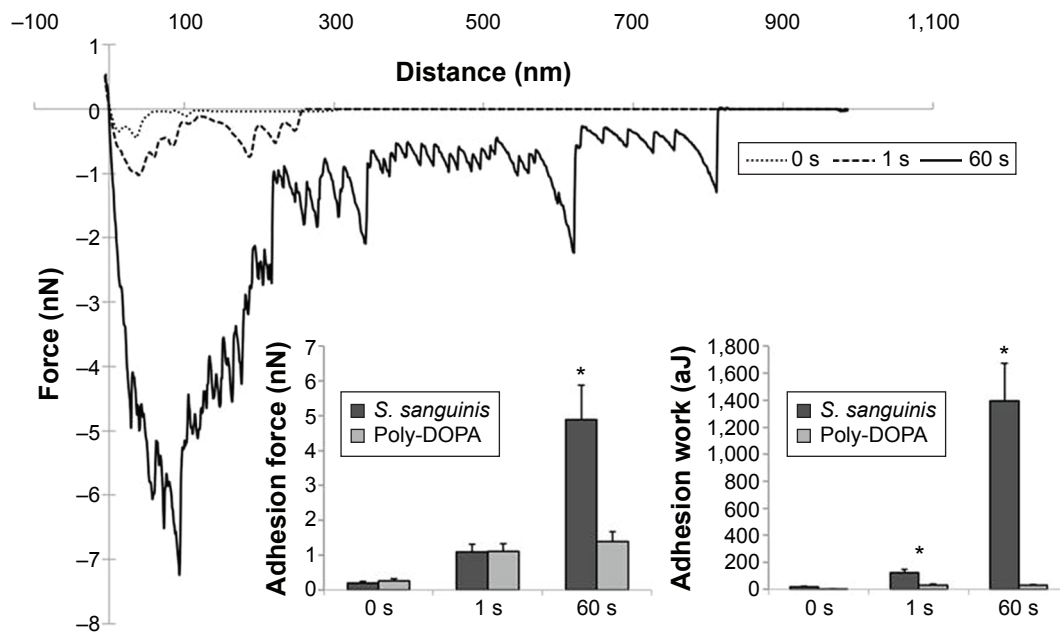 –100 100 300 500 700 900 1,100
Distance (nm)
1
0
–1
–2
–3
–4
–5
–6
–7
–8
Force (nN)
0 s 1 s 60 s
Adhesion force (nN)
7
6
5
4
3
2
1
0
*
S. sanguinis
Poly-DOPA
0 s 1 s 60 s
Adhesion work (aJ)
1,800
1,600
1,400
1,200
1,000
800
600
400
200
0
*
*
S. sanguinis
Poly-DOPA
0 s 1 s 60 s